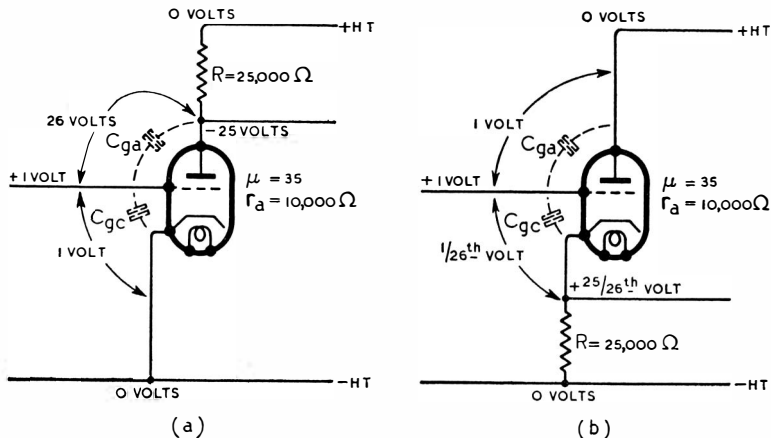 0 VOLTS
+HT
R=25,000 Ω
26 VOLTS
Cga
-25 VOLTS
+1 VOLT
μ = 35
ra = 10,000 Ω
Cgc
1 VOLT
0 VOLTS
-HT
(a)
0 VOLTS
+HT
1 VOLT
Cga
+1 VOLT
μ = 35
ra = 10,000 Ω
Cgc
1/26th VOLT
+25/26th VOLT
R= 25,000 Ω
0 VOLTS
-HT
(b)